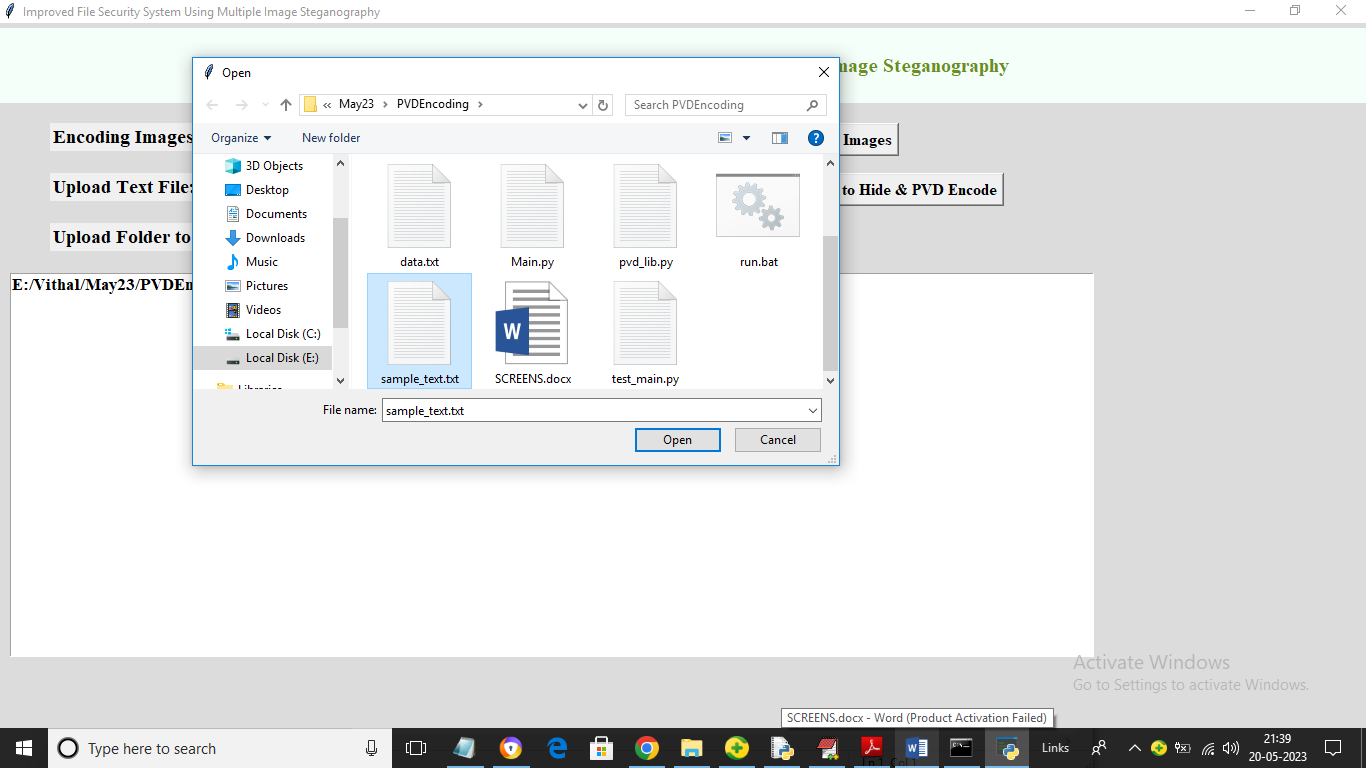 Improved File Security System Using Multiple Image Steganography
mage Steganography
Open
« May23 > PVDEncoding >
Search PVDEncoding
Organize
New folder
Encoding Images
Images
Upload Text File:
to Hide & PVD Encode
Upload Folder to
E:/Vithal/May23/PVDEn
3D Objects
Desktop
Documents
Downloads
Music
Pictures
Videos
Local Disk (C:)
Local Disk (E:)
Libraries
data.txt
Main.py
pvd_lib.py
run.bat
sample_text.txt
SCREENS.docx
test_main.py
File name:
sample_text.txt
Open
Cancel
Activate Windows
Go to Settings to activate Windows.
SCREENS.docx - Word (Product Activation Failed)
Type here to search
Links
21:39
20-05-2023